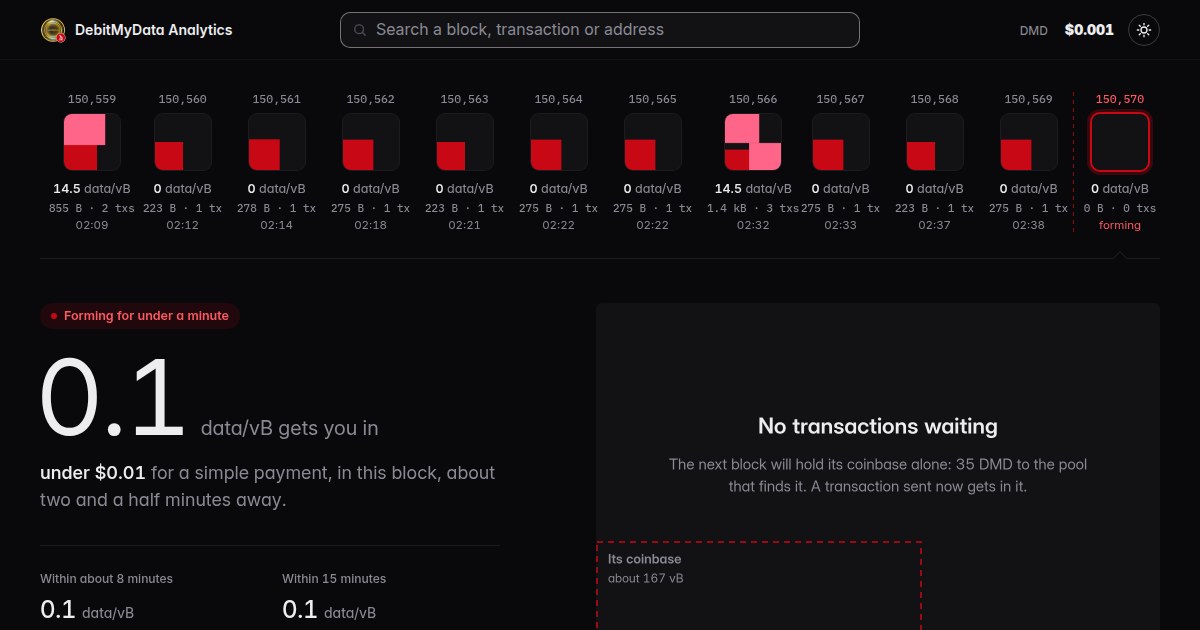 DebitMyData Analytics
Search a block, transaction or address
DMD $0.001
150,559 150,560 150,561 150,562 150,563 150,564 150,565 150,566 150,567 150,568 150,569 150,570
14.5 data/vB 0 data/vB 0 data/vB 0 data/vB 0 data/vB 0 data/vB 0 data/vB 14.5 data/vB 0 data/vB 0 data/vB 0 data/vB 0 data/vB
855 B · 2 txs 223 B · 1 tx 278 B · 1 tx 275 B · 1 tx 223 B · 1 tx 275 B · 1 tx 275 B · 1 tx 1.4 kB · 3 txs 275 B · 1 tx 223 B · 1 tx 275 B · 1 tx 0 B · 0 txs
02:09 02:12 02:14 02:18 02:21 02:22 02:22 02:32 02:33 02:37 02:38 forming
Forming for under a minute
0.1 data/vB gets you in
under $0.01 for a simple payment, in this block, about
two and a half minutes away.
Within about 8 minutes Within 15 minutes
0.1 data/vB 0.1 data/vB
No transactions waiting
The next block will hold its coinbase alone: 35 DMD to the pool
that finds it. A transaction sent now gets in it.
Its coinbase
about 167 vB